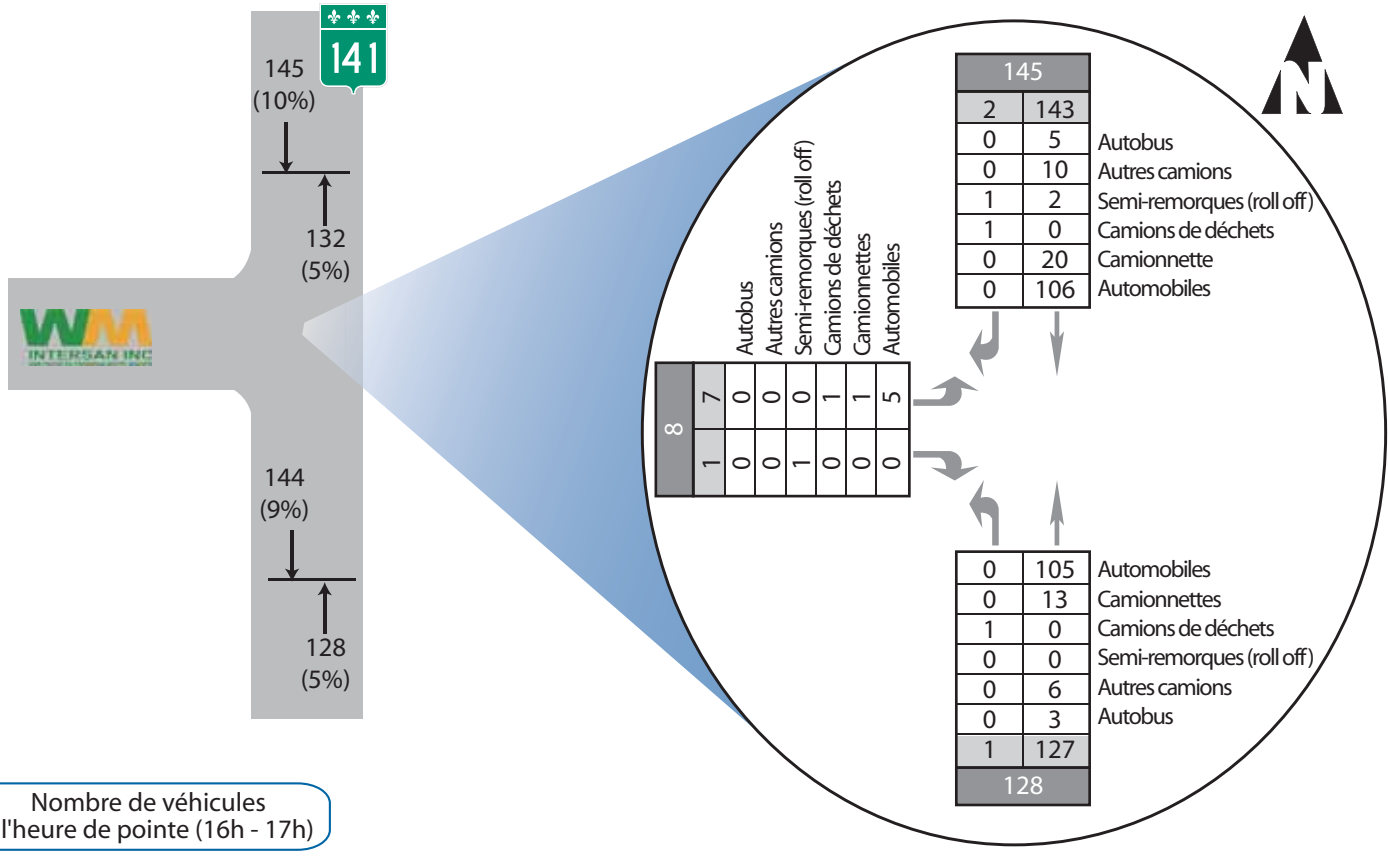 141
145
(10%)
132
(5%)
WM
INTERSAN INC
144
(9%)
128
(5%)
Nombre de véhicules
l'heure de pointe (16h - 17h)
N
145
2 143
0 5 Autobus
0 10 Autres camions
1 2 Semi-remorques (roll off)
1 0 Camions de déchets
0 20 Camionnette
0 106 Automobiles
Autobus
Autres camions
Semi-remorques (roll off)
Camions de déchets
Camionnettes
Automobiles
8
7 0 0 0 1 1 5
1 0 0 1 0 0 0
0 105 Automobiles
0 13 Camionnettes
1 0 Camions de déchets
0 0 Semi-remorques (roll off)
0 6 Autres camions
0 3 Autobus
1 127
128